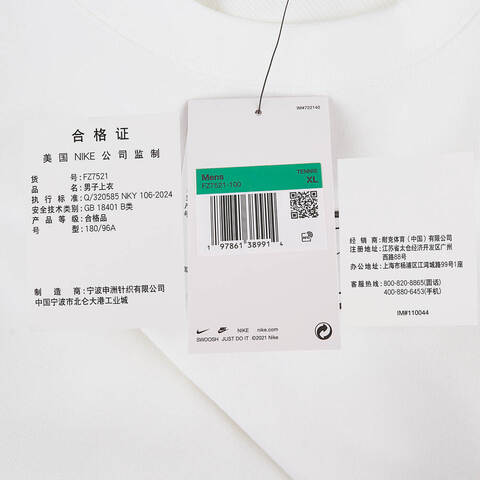 合格证
美国 NIKE 公司监制
货 号: FZ7521
品 名: 男子上衣
执行标准: Q/320585 NKY 106-2024
安全技术类别: GB 18401 B类
产品等级: 合格品
号 型: 180/96A
制 造 商: 宁波申洲针织有限公司
中国宁波市北仑大港工业城
IM#702140
Mens
TENNIS
FZ7521-100
XL
1 97861 38991 4
NIKE
nike.com
SWOOSH
JUST DO IT
©2021 Nike
经 销 商: 耐克体育（中国）有限公司
注册地址: 江苏省太仓经济开发区广州
西路88号
办公地址: 上海市杨浦区江湾城路99号1座
客服热线: 800-820-8865(固话)
400-880-6453(手机)
IM#110044